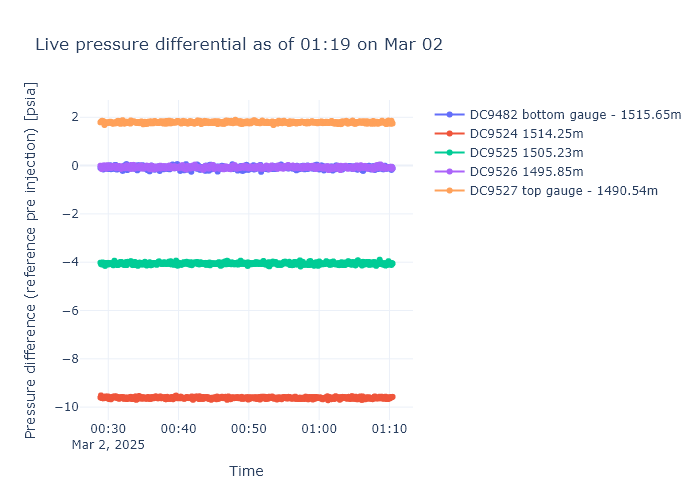 Live pressure differential as of 01:19 on Mar 02
Pressure difference (reference pre injection) [psia]
2
0
−2
−4
−6
−8
−10
00:30
Mar 2, 2025
00:40
00:50
01:00
01:10
Time
DC9482 bottom gauge - 1515.65m
DC9524 1514.25m
DC9525 1505.23m
DC9526 1495.85m
DC9527 top gauge - 1490.54m